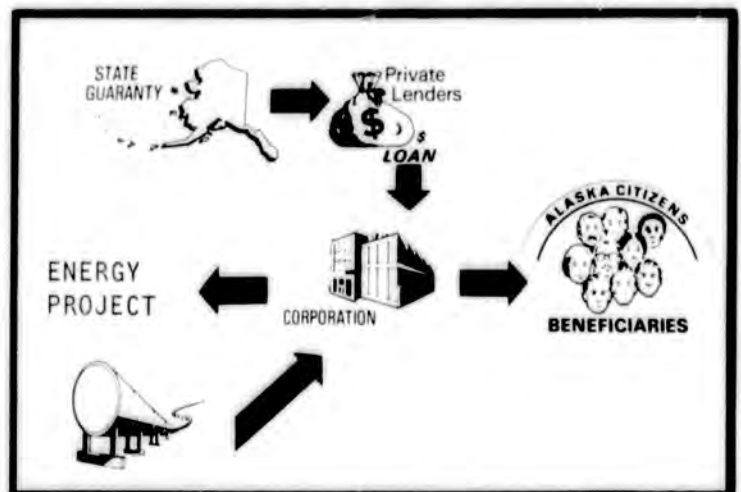 STATE
GUARANTY
Private
Lenders
$
$
LOAN
ALASKA CITIZENS
ENERGY
PROJECT
CORPORATION
BENEFICIARIES